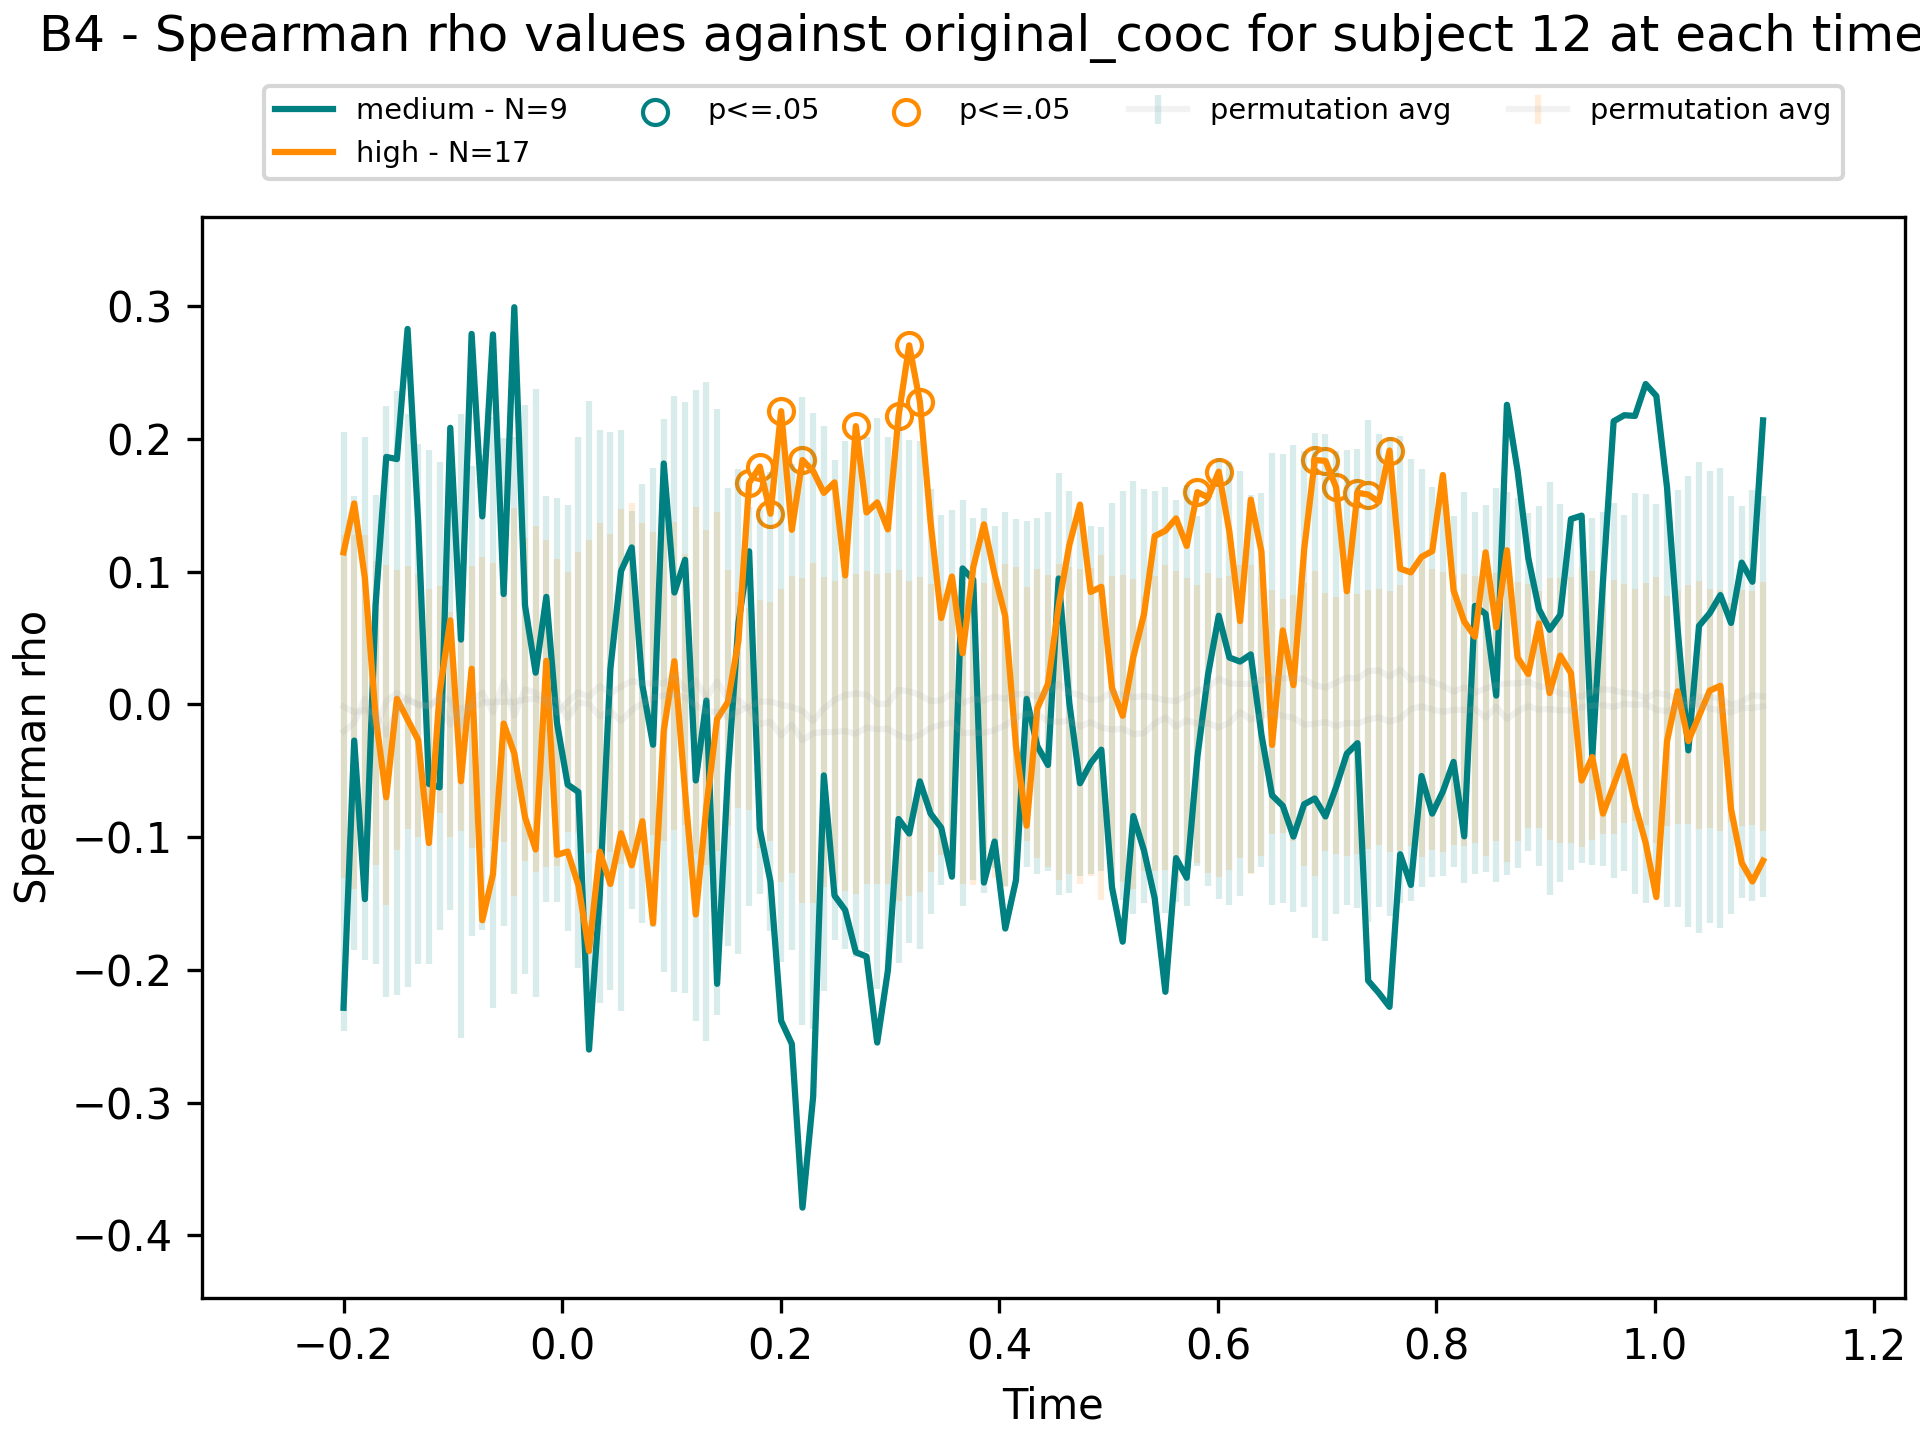 B4 - Spearman rho values against original_cooc for subject 12 at each time
medium - N=9
high - N=17
p<=.05
p<=.05
permutation avg
permutation avg
Spearman rho
0.3
0.2
0.1
0.0
−0.1
−0.2
−0.3
−0.4
−0.2
0.0
0.2
0.4
0.6
0.8
1.0
1.2
Time